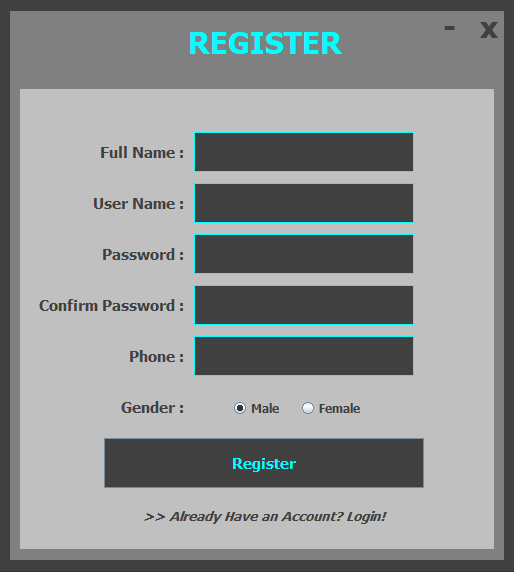 REGISTER
- x
Full Name :
User Name :
Password :
Confirm Password :
Phone :
Gender : Male Female
Register
>> Already Have an Account? Login!